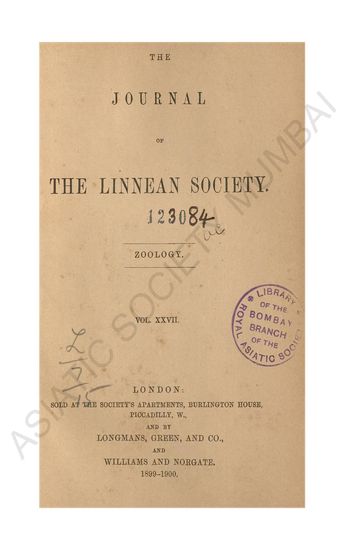 THE
JOURNAL
OF
THE LINNEAN SOCIETY.
123084
ZOOLOGY.
VOL. XXVII.
LIBRARY
OF THE
BOMBAY
BRANCH
OF THE
ROYAL ASIATIC SOCIETY
LONDON:
SOLD AT THE SOCIETY'S APARTMENTS, BURLINGTON HOUSE,
PICCADILLY, W.,
AND BY
LONGMANS, GREEN, AND CO.,
AND
WILLIAMS AND NORGATE.
1899-1900.
ASIATIC SOCIETY MUMBAI